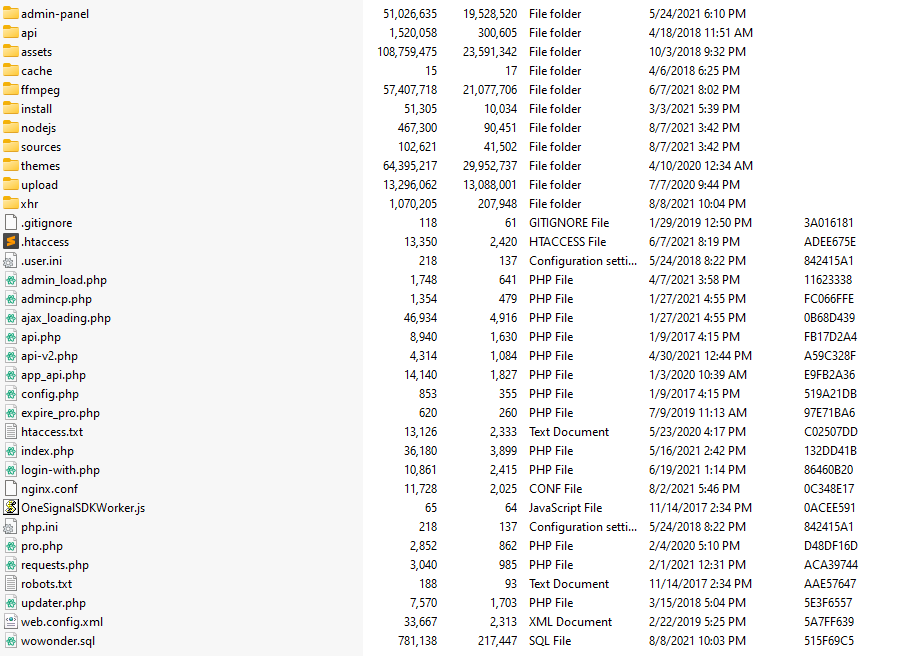 admin-panel 51,026,635 19,528,520 File folder 5/24/2021 6:10 PM
api 1,520,058 300,605 File folder 4/18/2018 11:51 AM
assets 108,759,475 23,591,342 File folder 10/3/2018 9:32 PM
cache 15 17 File folder 4/6/2018 6:25 PM
ffmpeg 57,407,718 21,077,706 File folder 6/7/2021 8:02 PM
install 51,305 10,034 File folder 3/3/2021 5:39 PM
nodejs 467,300 90,451 File folder 8/7/2021 3:42 PM
sources 102,621 41,502 File folder 8/7/2021 3:42 PM
themes 64,395,217 29,952,737 File folder 4/10/2020 12:34 AM
upload 13,296,062 13,088,001 File folder 7/7/2020 9:44 PM
xhr 1,070,205 207,948 File folder 8/8/2021 10:04 PM
.gitignore 118 61 GITIGNORE File 1/29/2019 12:50 PM 3A016181
.htaccess 13,350 2,420 HTACCESS File 6/7/2021 8:19 PM ADEE675E
.user.ini 218 137 Configuration setti... 5/24/2018 8:22 PM 842415A1
admin_load.php 1,748 641 PHP File 4/7/2021 3:58 PM 11623338
admincp.php 1,354 479 PHP File 1/27/2021 4:55 PM FC066FFE
ajax_loading.php 46,934 4,916 PHP File 1/27/2021 4:55 PM 0B68D439
api.php 8,940 1,630 PHP File 1/9/2017 4:15 PM FB17D2A4
api-v2.php 4,314 1,084 PHP File 4/30/2021 12:44 PM A59C328F
app_api.php 14,140 1,827 PHP File 1/3/2020 10:39 AM E9FB2A36
config.php 853 355 PHP File 1/9/2017 4:15 PM 519A21DB
expire_pro.php 620 260 PHP File 7/9/2019 11:13 AM 97E71BA6
htaccess.txt 13,126 2,333 Text Document 5/23/2020 4:17 PM C02507DD
index.php 36,180 3,899 PHP File 5/16/2021 2:42 PM 132DD41B
login-with.php 10,861 2,415 PHP File 6/19/2021 1:14 PM 86460B20
nginx.conf 11,728 2,025 CONF File 8/2/2021 5:46 PM 0C348E17
OneSignalSDKWorker.js 65 64 JavaScript File 11/14/2017 2:34 PM 0ACEE591
php.ini 218 137 Configuration setti... 5/24/2018 8:22 PM 842415A1
pro.php 2,852 862 PHP File 2/4/2020 5:10 PM D48DF16D
requests.php 3,040 985 PHP File 2/1/2021 12:31 PM ACA39744
robots.txt 188 93 Text Document 11/14/2017 2:34 PM AAE57647
updater.php 7,570 1,703 PHP File 3/15/2018 5:04 PM 5E3F6557
web.config.xml 33,667 2,313 XML Document 2/22/2019 5:25 PM 5A7FF639
wowonder.sql 781,138 217,447 SQL File 8/8/2021 10:03 PM 515F69C5